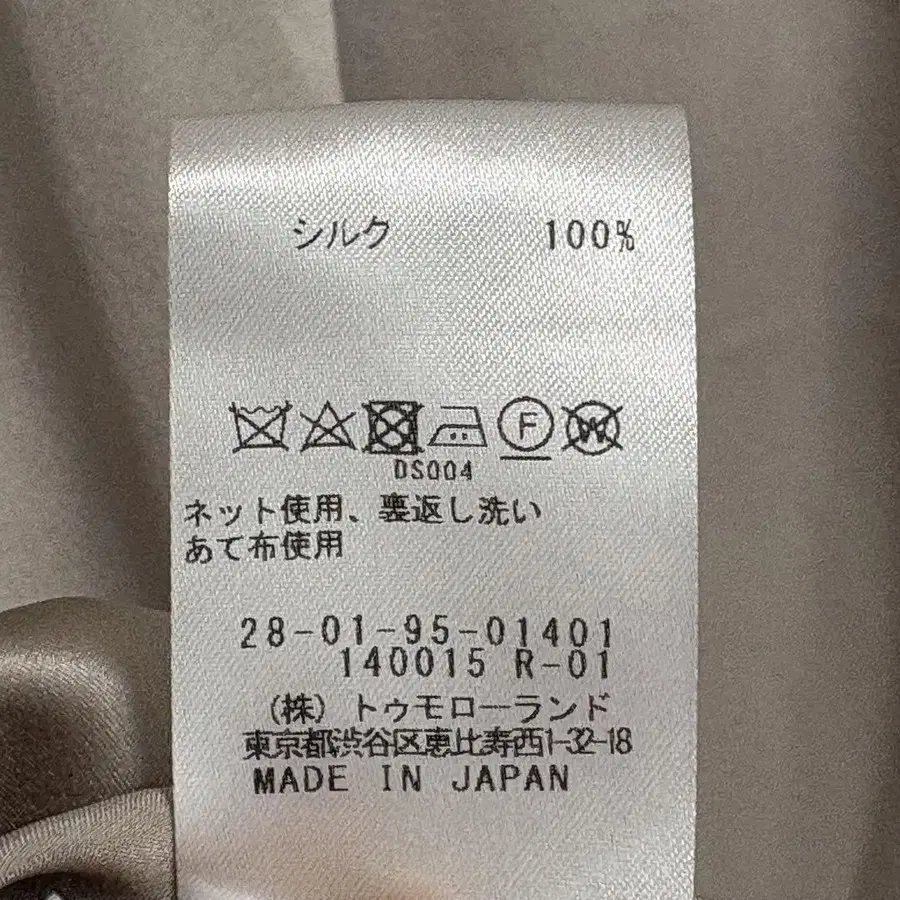 シルク 100%
F W
DS004
ネット使用、裏返し洗い
あて布使用
28-01-95-01401
140015 R-01
(株)トゥモローランド
東京都渋谷区恵比寿西1-32-18
MADE IN JAPAN